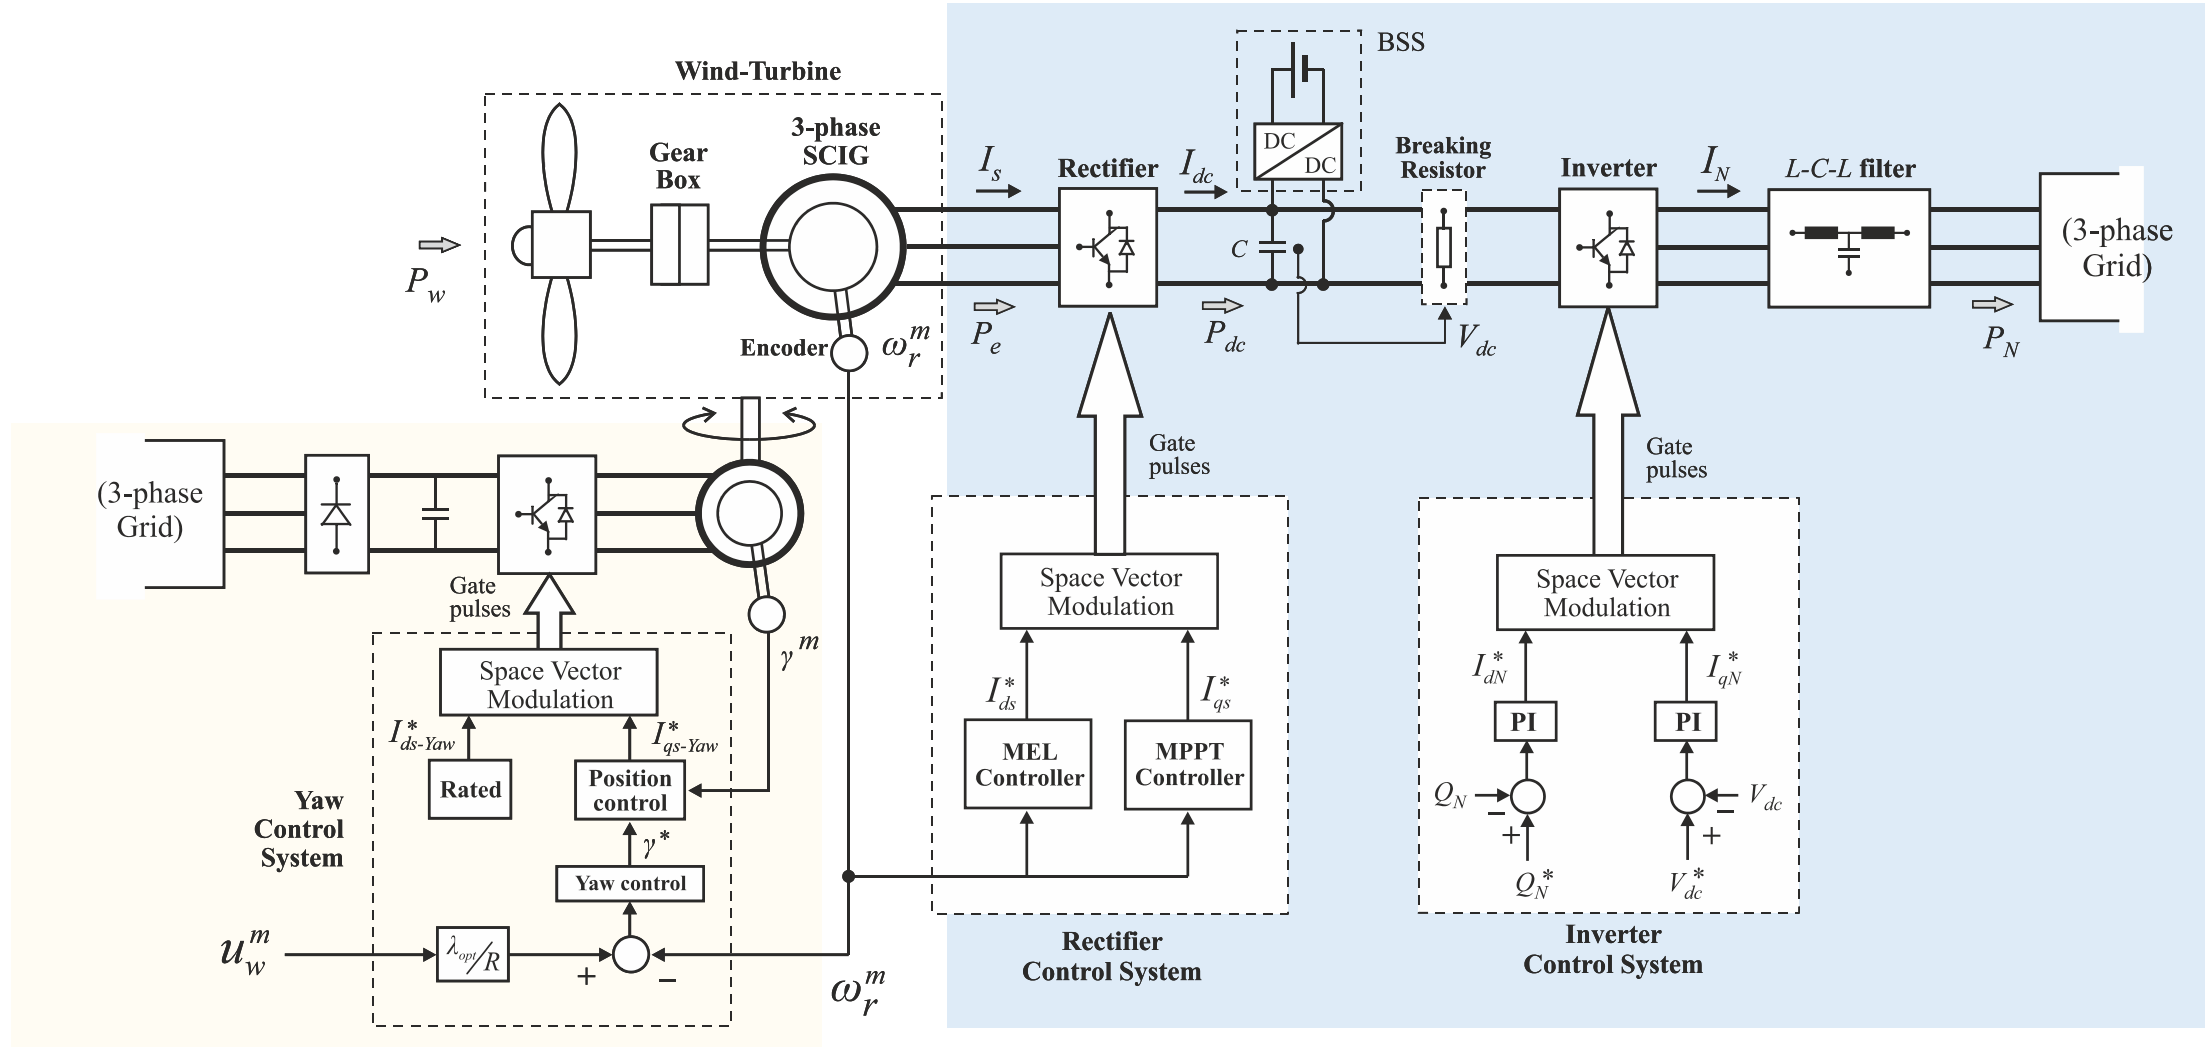 Wind-Turbine
BSS
3-phase
SCIG
Gear
Box
P_w
Encoder
ω_r^m
I_s
P_e
Rectifier
I_dc
P_dc
DC
DC
C
Breaking
Resistor
V_dc
Inverter
I_N
L-C-L filter
P_N
(3-phase
Grid)
(3-phase
Grid)
Gate
pulses
γ^m
Space Vector
Modulation
I*_ds-Yaw
I*_qs-Yaw
Rated
Position
control
γ*
Yaw control
Yaw
Control
System
u_w^m
λ_opt/R
+
−
ω_r^m
Gate
pulses
Space Vector
Modulation
I*_ds
I*_qs
MEL
Controller
MPPT
Controller
Rectifier
Control System
Gate
pulses
Space Vector
Modulation
I*_dN
I*_qN
PI
PI
Q_N
−
+
Q_N*
V_dc
−
+
V*_dc
Inverter
Control System